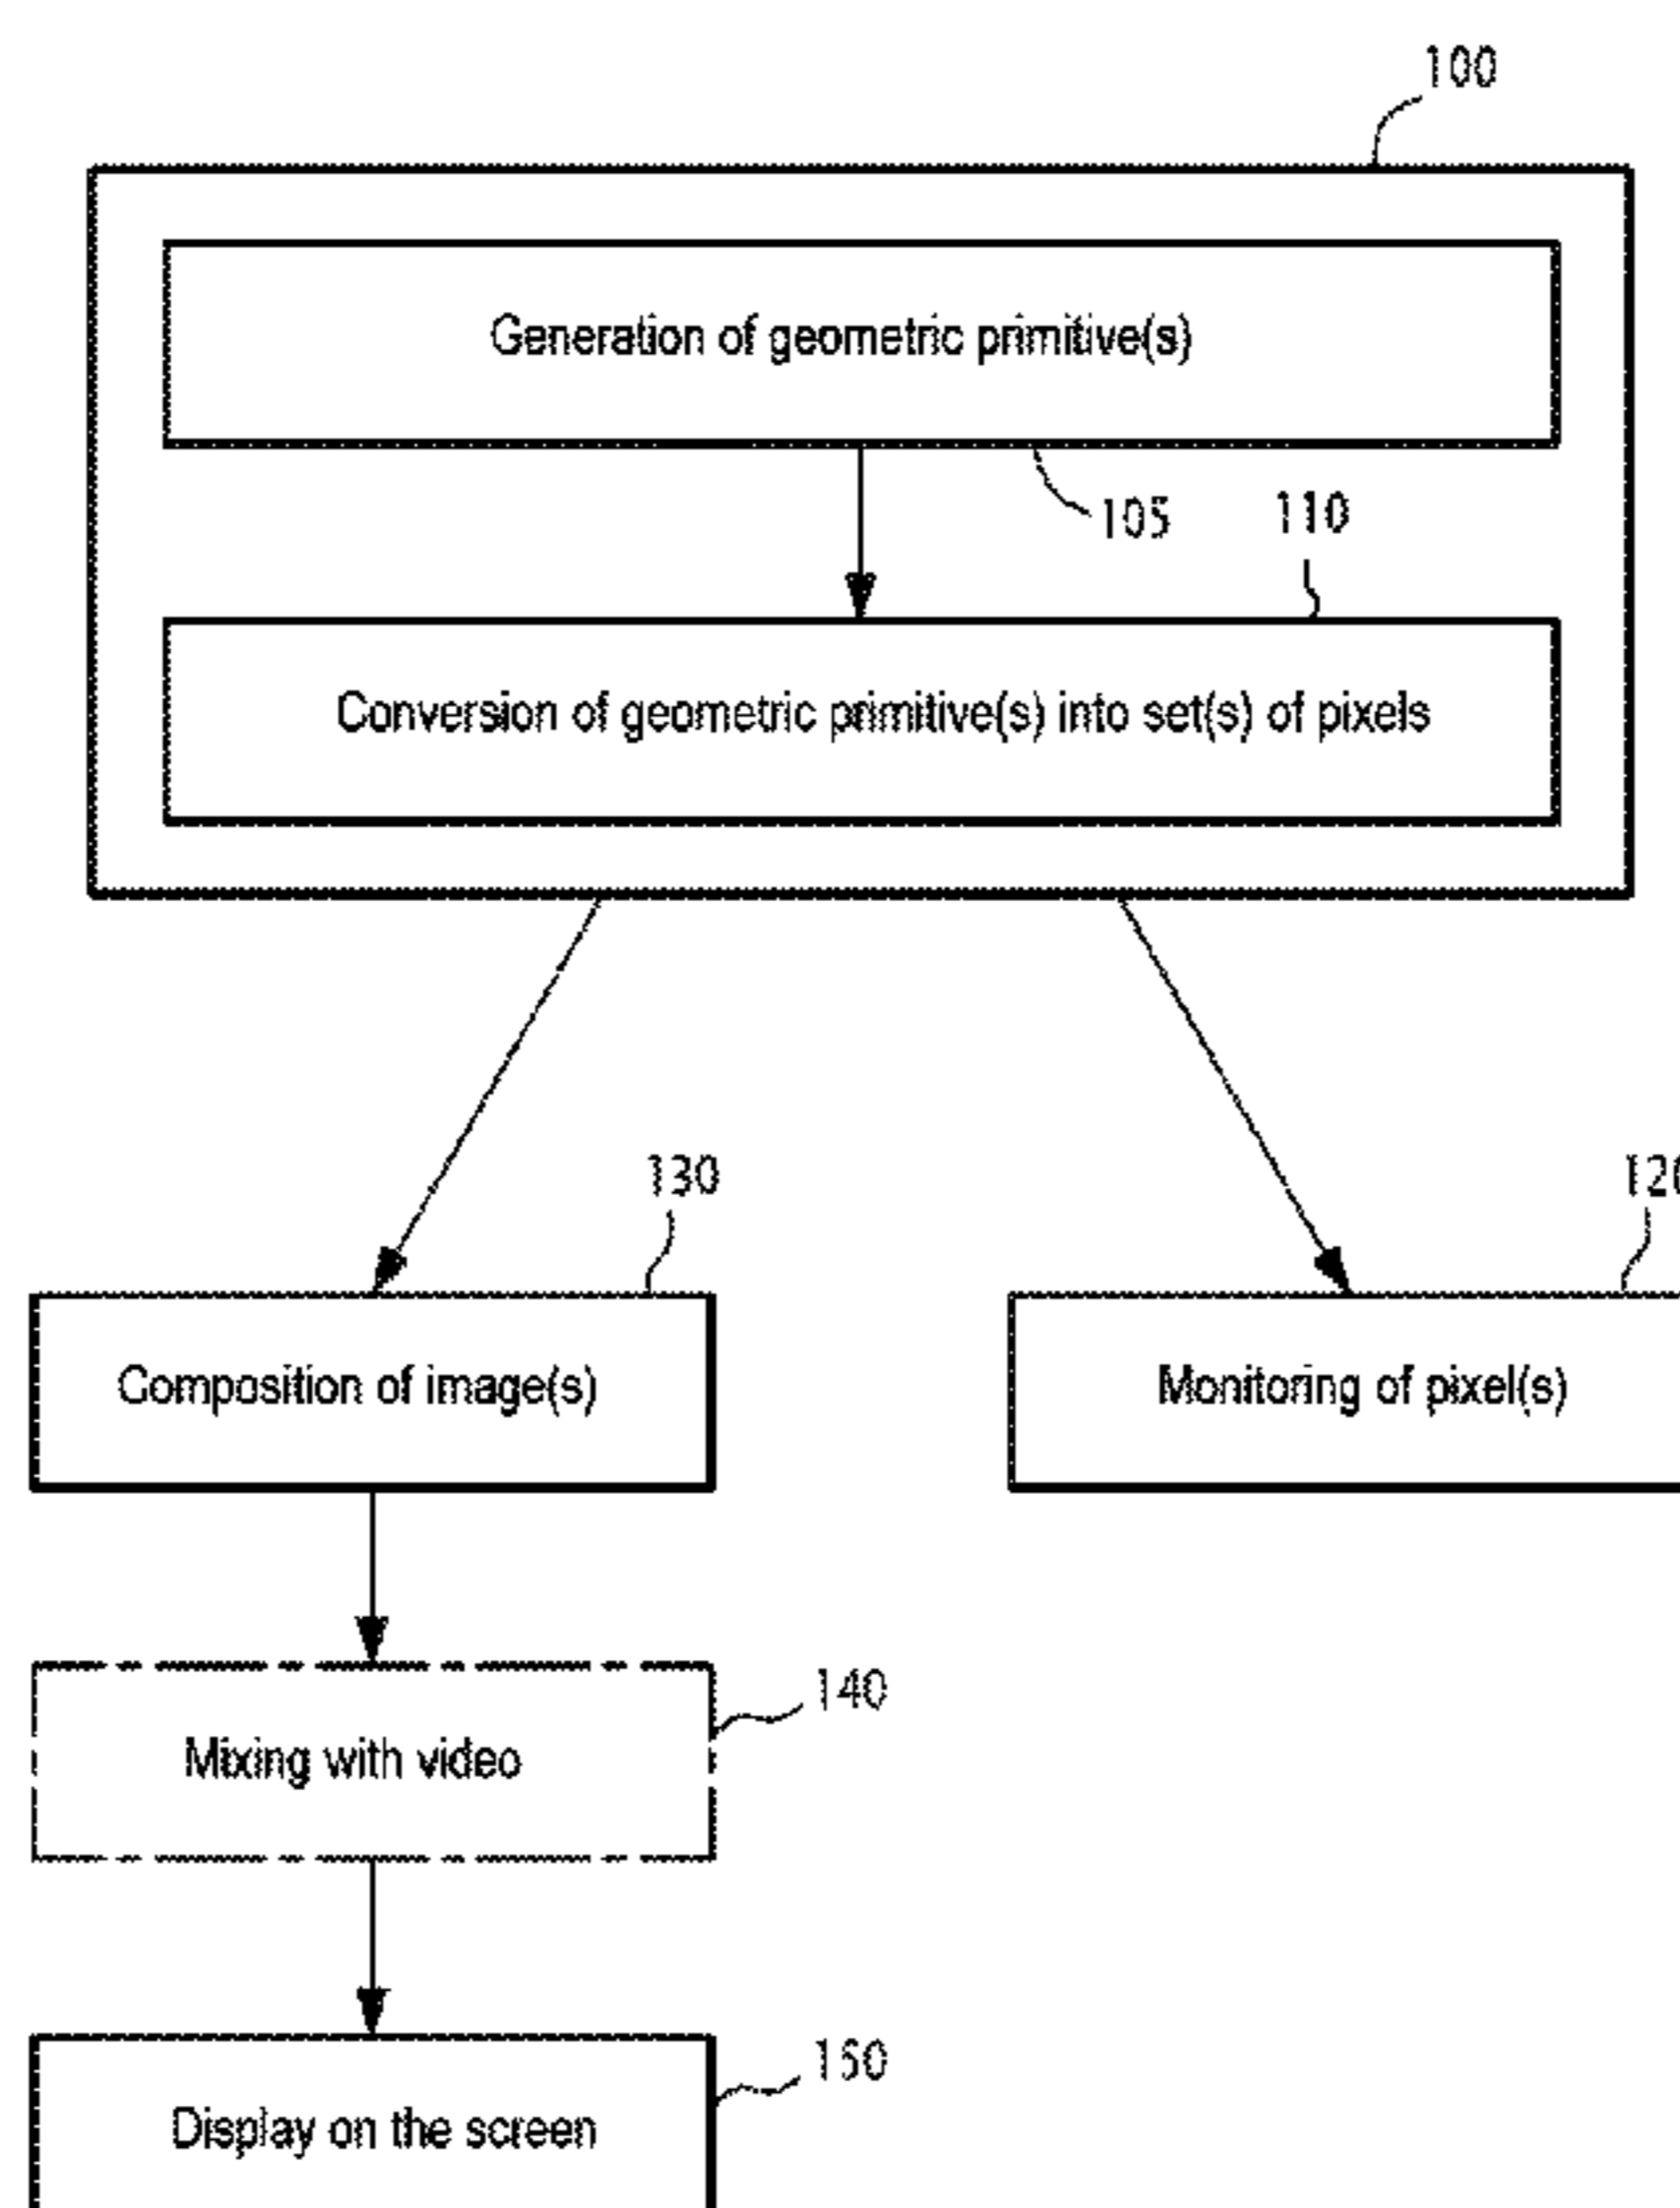 100
Generation of geometric primitive(s)
105
110
Conversion of geometric primitive(s) into set(s) of pixels
130
120
Composition of image(s)
Monitoring of pixel(s)
140
Mixing with video
150
Display on the screen